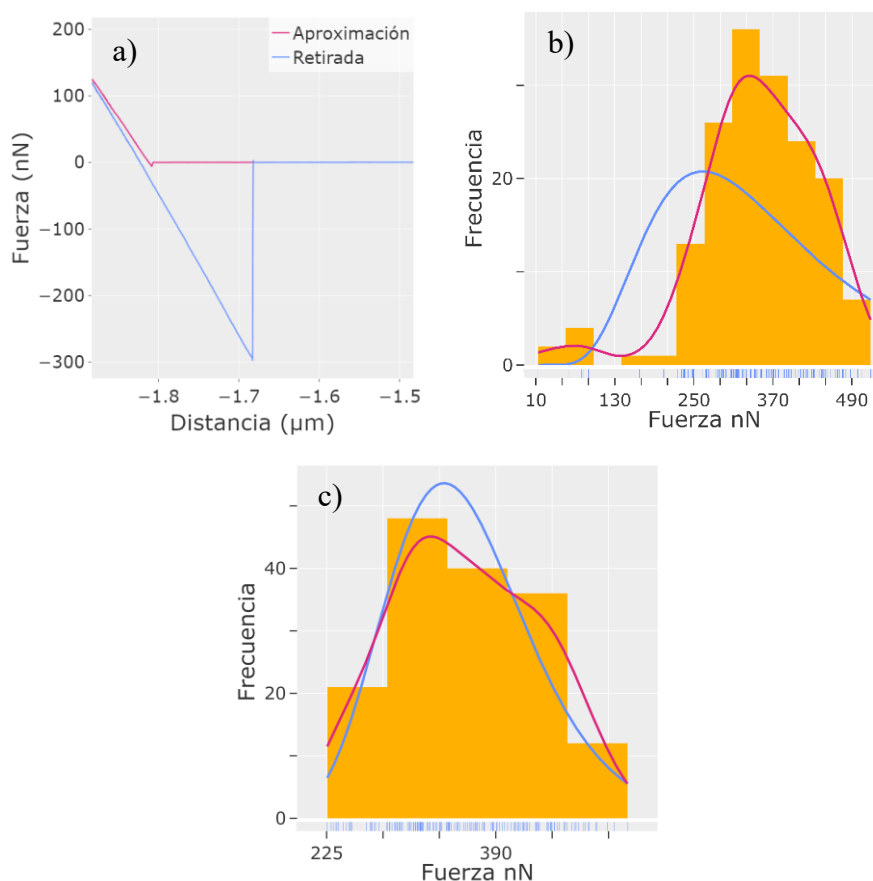 a)
Aproximación
Retirada
200
100
0
−100
−200
−300
Fuerza (nN)
−1.8
−1.7
−1.6
−1.5
Distancia (µm)
b)
Frecuencia
20
0
10
130
250
370
490
Fuerza nN
c)
Frecuencia
40
20
0
225
390
Fuerza nN